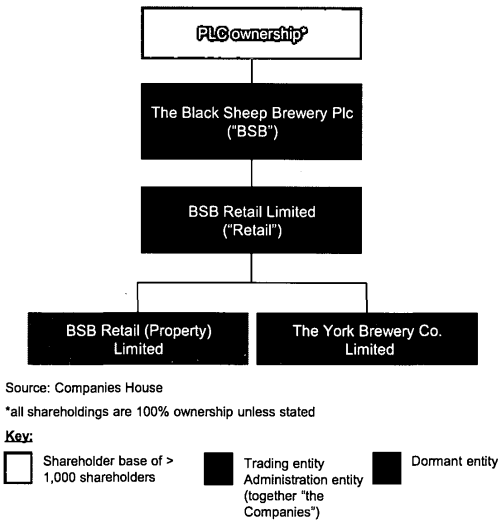 PLC ownership*
The Black Sheep Brewery Plc
("BSB")
BSB Retail Limited
("Retail")
BSB Retail (Property)
Limited
The York Brewery Co.
Limited
Source: Companies House
*all shareholdings are 100% ownership unless stated
Key:
Shareholder base of >
1,000 shareholders
Trading entity
Administration entity
(together "the
Companies")
Dormant entity